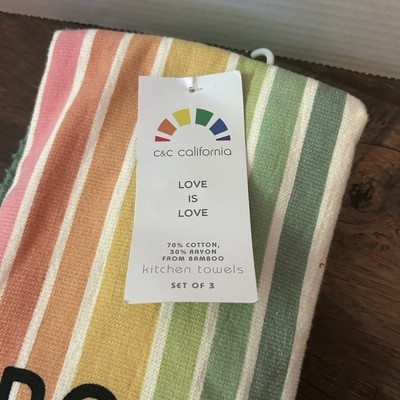 c&c california
LOVE
IS
LOVE
70% COTTON,
30% RAYON
FROM BAMBOO
kitchen towels
SET OF 3